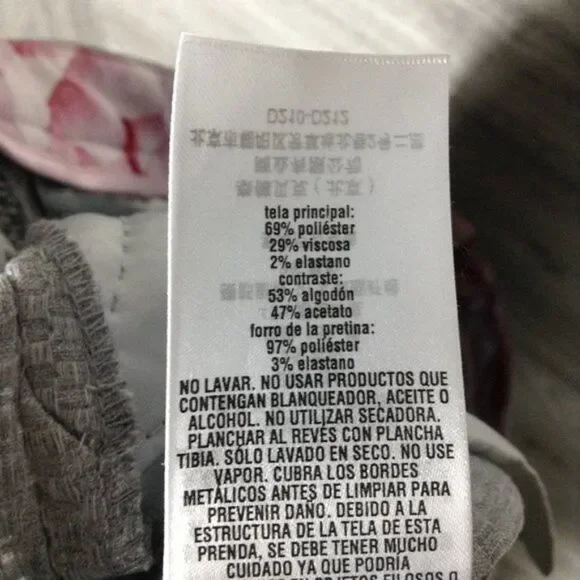 D210-D212
tela principal:
69% poliéster
29% viscosa
2% elastano
contraste:
53% algodón
47% acetato
forro de la pretina:
97% poliéster
3% elastano
NO LAVAR. NO USAR PRODUCTOS QUE
CONTENGAN BLANQUEADOR, ACEITE O
ALCOHOL. NO UTILIZAR SECADORA.
PLANCHAR AL REVÉS CON PLANCHA
TIBIA. SÓLO LAVADO EN SECO. NO USE
VAPOR. CUBRA LOS BORDES
METÁLICOS ANTES DE LIMPIAR PARA
PREVENIR DAÑO. DEBIDO A LA
ESTRUCTURA DE LA TELA DE ESTA
PRENDA, SE DEBE TENER MUCHO
CUIDADO YA QUE PODRÍA